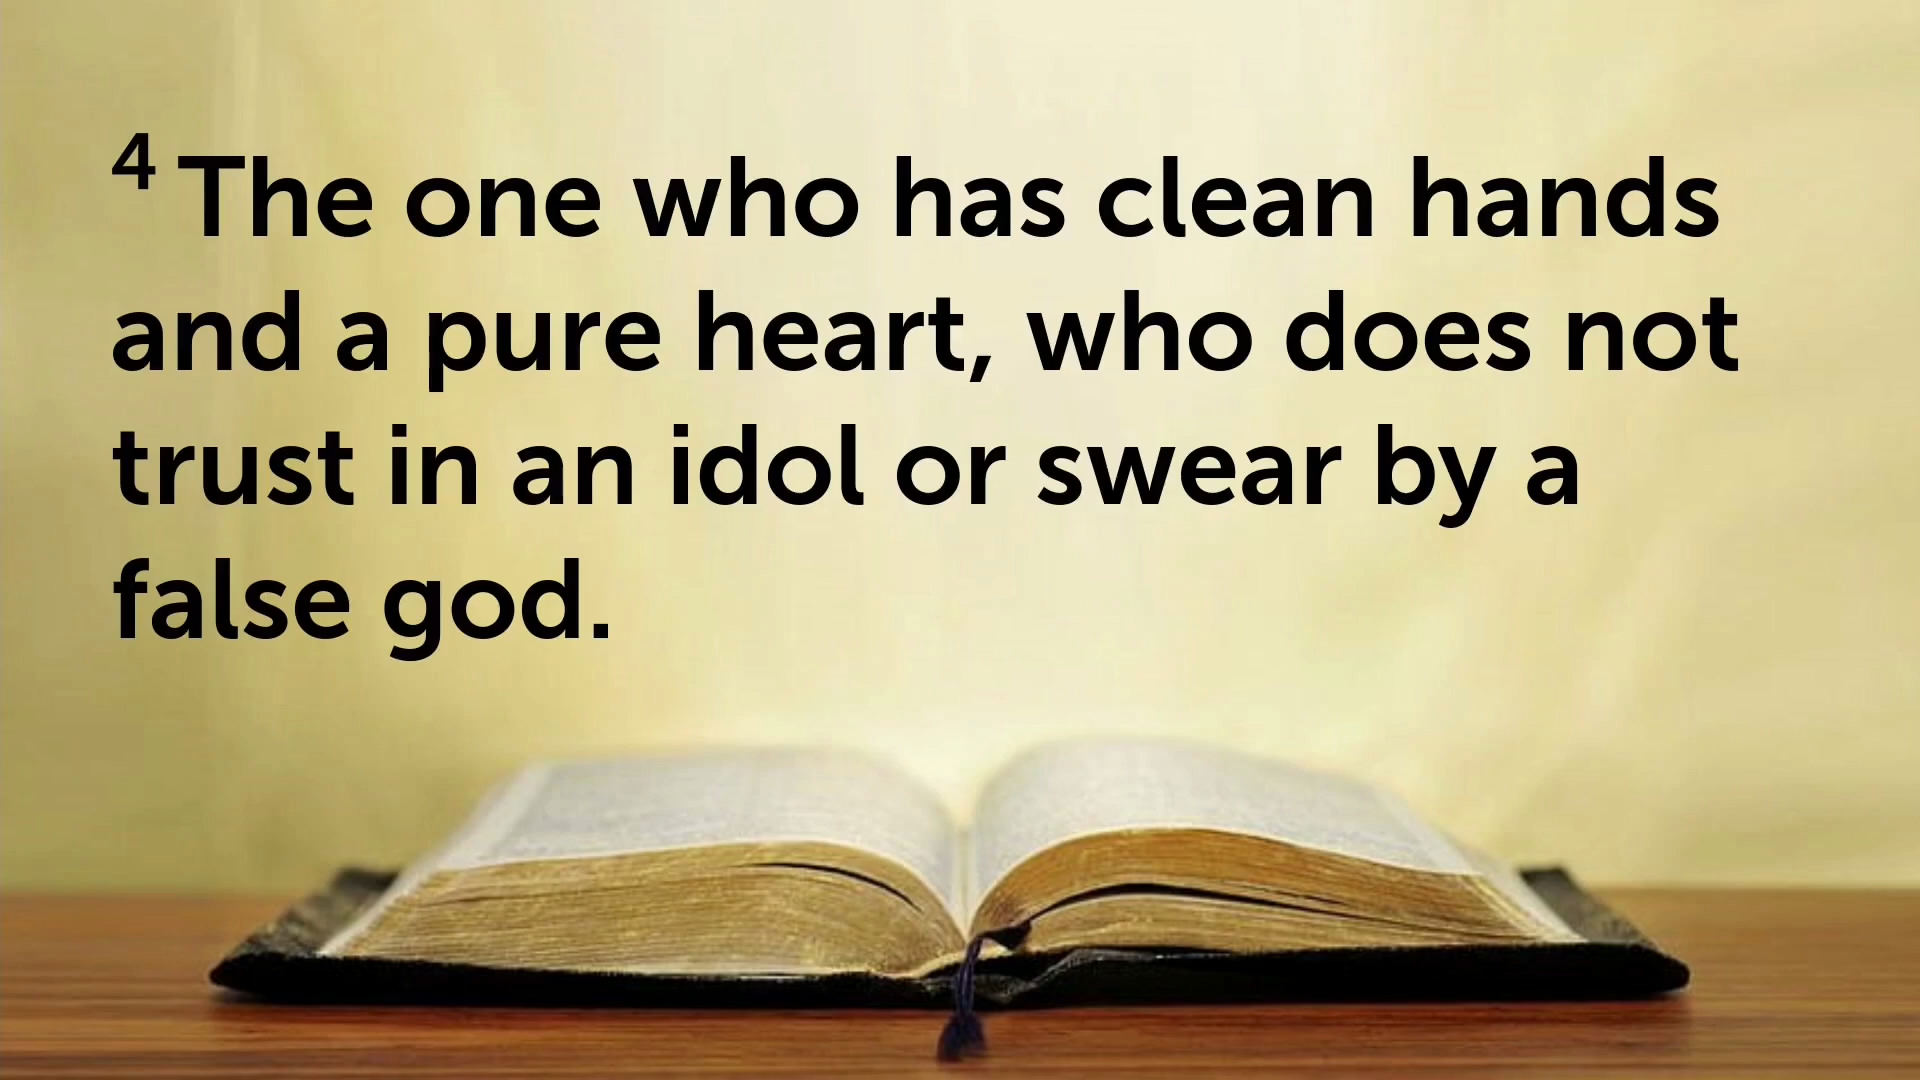 4 The one who has clean hands
and a pure heart, who does not
trust in an idol or swear by a
false god.